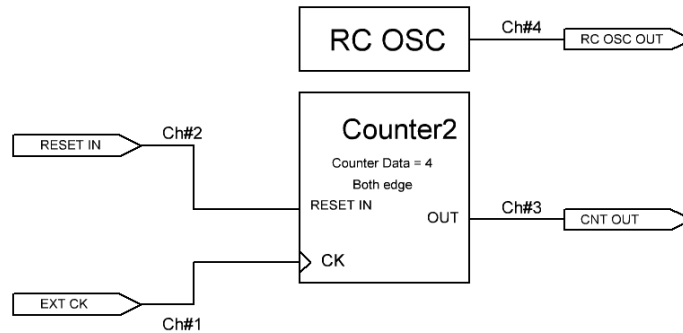 RC OSC
Ch#4
RC OSC OUT
Ch#2
RESET IN
Counter2
Counter Data = 4
Both edge
RESET IN
OUT
Ch#3
CNT OUT
CK
EXT CK
Ch#1